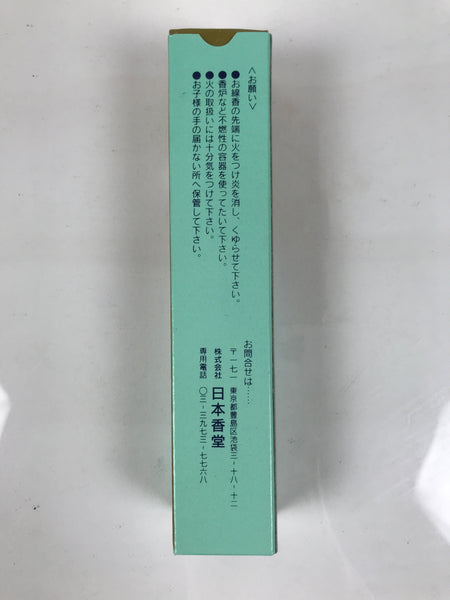 ＜お願い＞
●お線香の先端に火をつけ炎を消し、くゆらせて下さい。
●香炉など不燃性の容器を使ってたいて下さい。
●火の取扱いには十分気をつけて下さい。
●お子様の手の届かない所へ保管して下さい。
お問合せは……
〒一七一 東京都豊島区池袋三－十八－十二
株式会社 日本香堂
専用電話 〇三－三九七三－七七六八